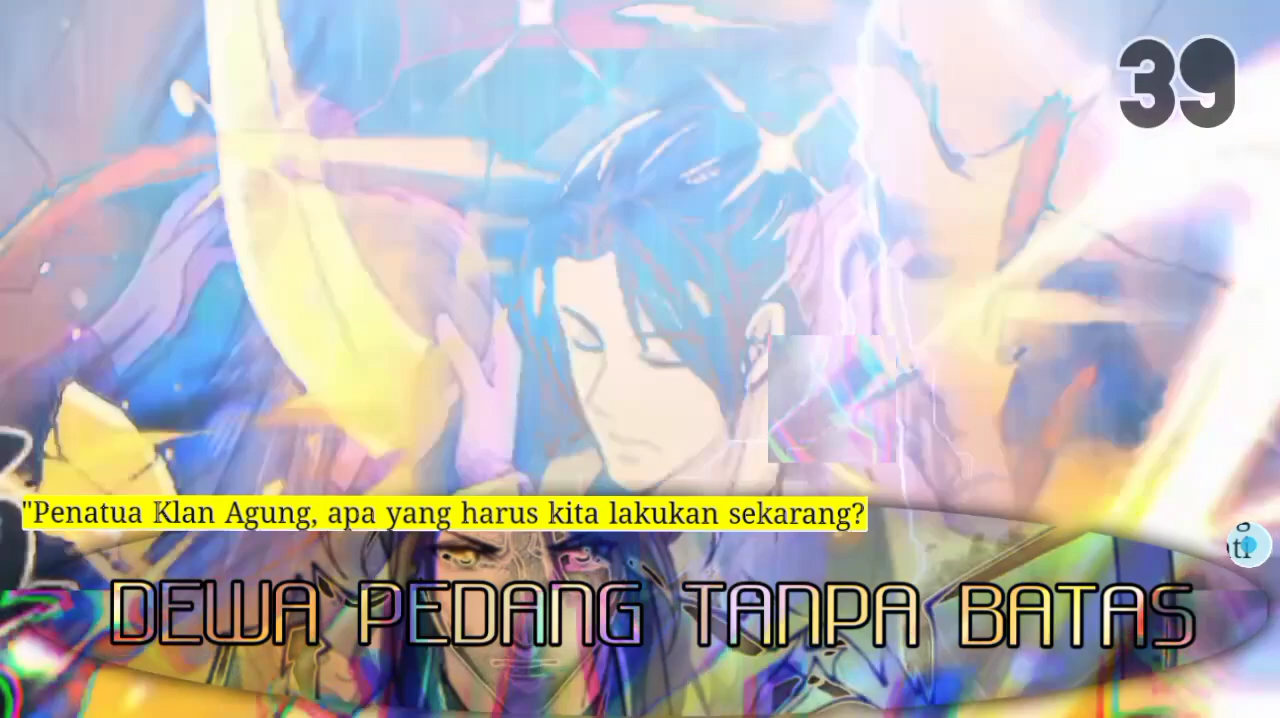 39
"Penatua Klan Agung, apa yang harus kita lakukan sekarang?
DEWA PEDANG TANPA BATAS